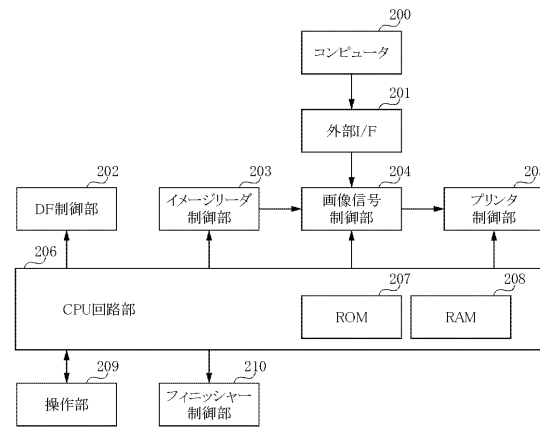 200
コンピュータ
201
外部I/F
202
DF制御部
203
イメージリーダ
制御部
204
画像信号
制御部
205
プリンタ
制御部
206
CPU回路部
207
ROM
208
RAM
209
操作部
210
フィニッシャー
制御部